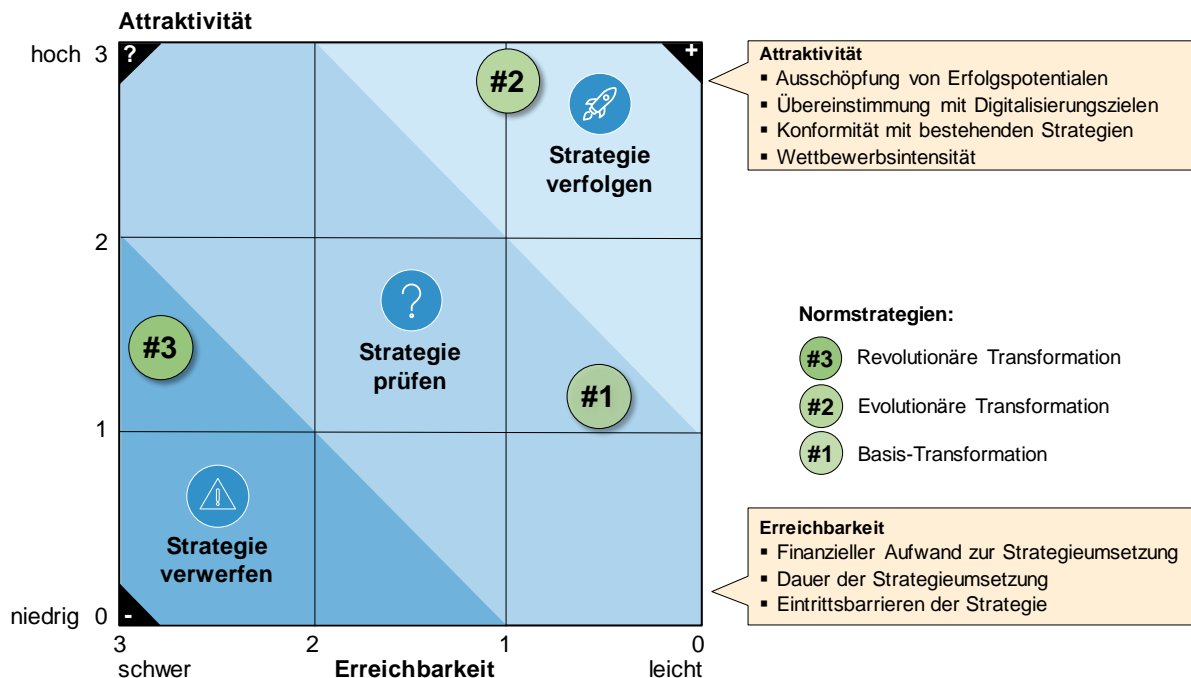 Attraktivität
hoch 3
?
+
#2
Strategie
verfolgen
2
?
Strategie
prüfen
#3
#1
1
Strategie
verwerfen
niedrig 0
-
3 2 1 0
schwer Erreichbarkeit leicht
Attraktivität
▪ Ausschöpfung von Erfolgspotentialen
▪ Übereinstimmung mit Digitalisierungszielen
▪ Konformität mit bestehenden Strategien
▪ Wettbewerbsintensität
Normstrategien:
#3 Revolutionäre Transformation
#2 Evolutionäre Transformation
#1 Basis-Transformation
Erreichbarkeit
▪ Finanzieller Aufwand zur Strategieumsetzung
▪ Dauer der Strategieumsetzung
▪ Eintrittsbarrieren der Strategie